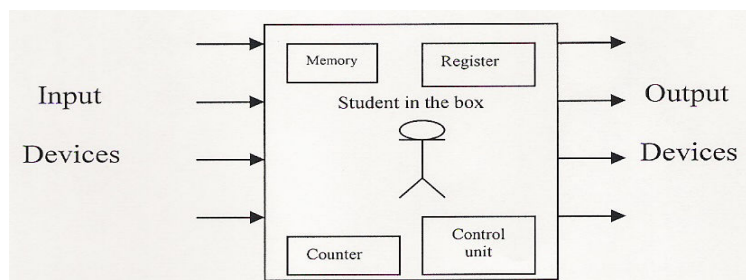 Memory
Register
Student in the box
Input
Devices
Output
Devices
Counter
Control
unit